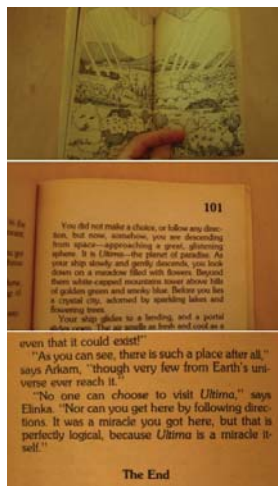 101
You did not make a choice, or follow any direc-
tion, but now, somehow, you are descending
from space—approaching a great, glistening
sphere. It is Ultima—the planet of paradise. As
your ship slowly and gently descends, you look
down on a meadow filled with flowers. Beyond
them white-capped mountains tower above hills
of golden green and smoky blue. Before you lies
a crystal city, adorned by sparkling lakes and
flowering trees.
Your ship glides to a landing, and a portal
slides open. The air smells as fresh and cool as a
even that it could exist!"
"As you can see, there is such a place after all,"
says Arkam, "though very few from Earth's uni-
verse ever reach it."
"No one can choose to visit Ultima," says
Elinka. "Nor can you get here by following direc-
tions. It was a miracle you got here, but that is
perfectly logical, because Ultima is a miracle it-
self."
The End